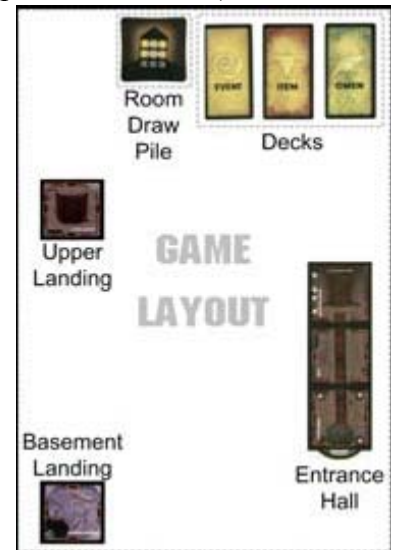 EVENT
ITEM
OMEN
Room
Draw
Pile
Decks
Upper
Landing
GAME
LAYOUT
Basement
Landing
Entrance
Hall